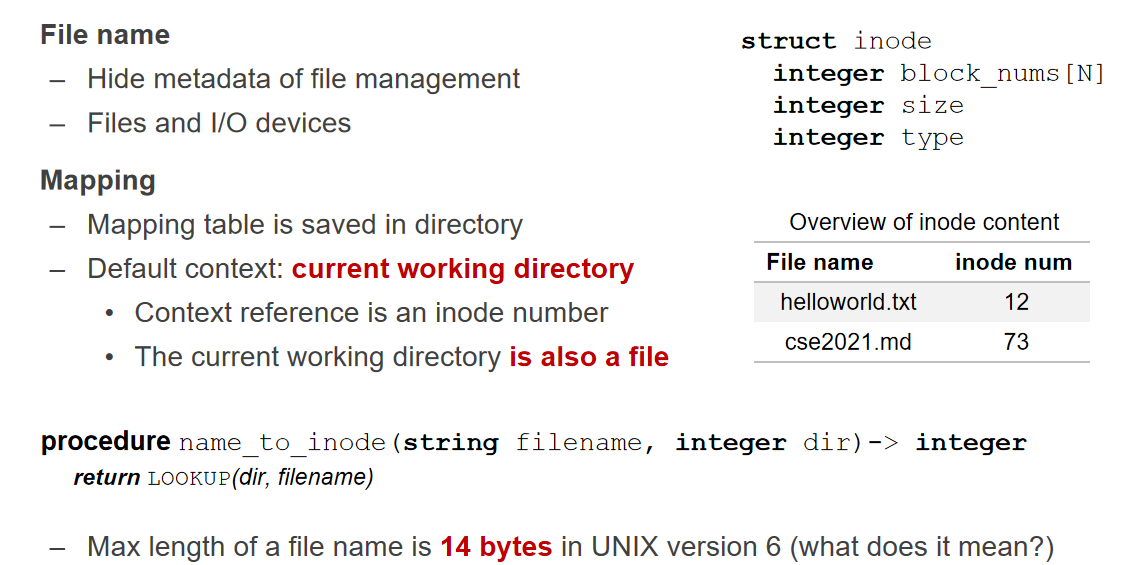 File name
– Hide metadata of file management
– Files and I/O devices
Mapping
– Mapping table is saved in directory
– Default context: current working directory
• Context reference is an inode number
• The current working directory is also a file
struct inode
integer block_nums[N]
integer size
integer type
Overview of inode content
File name inode num
helloworld.txt 12
cse2021.md 73
procedure name_to_inode(string filename, integer dir)-> integer
return LOOKUP(dir, filename)
– Max length of a file name is 14 bytes in UNIX version 6 (what does it mean?)